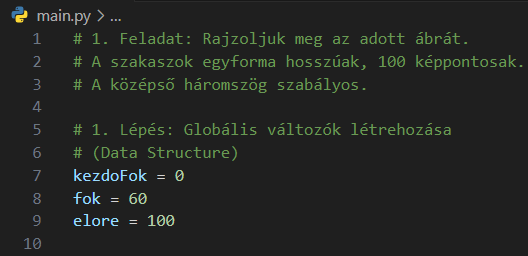 main.py > ...
1 # 1. Feladat: Rajzoljuk meg az adott ábrát.
2 # A szakaszok egyforma hosszúak, 100 képpontosak.
3 # A középső háromszög szabályos.
4
5 # 1. Lépés: Globális változók létrehozása
6 # (Data Structure)
7 kezdoFok = 0
8 fok = 60
9 elore = 100
10